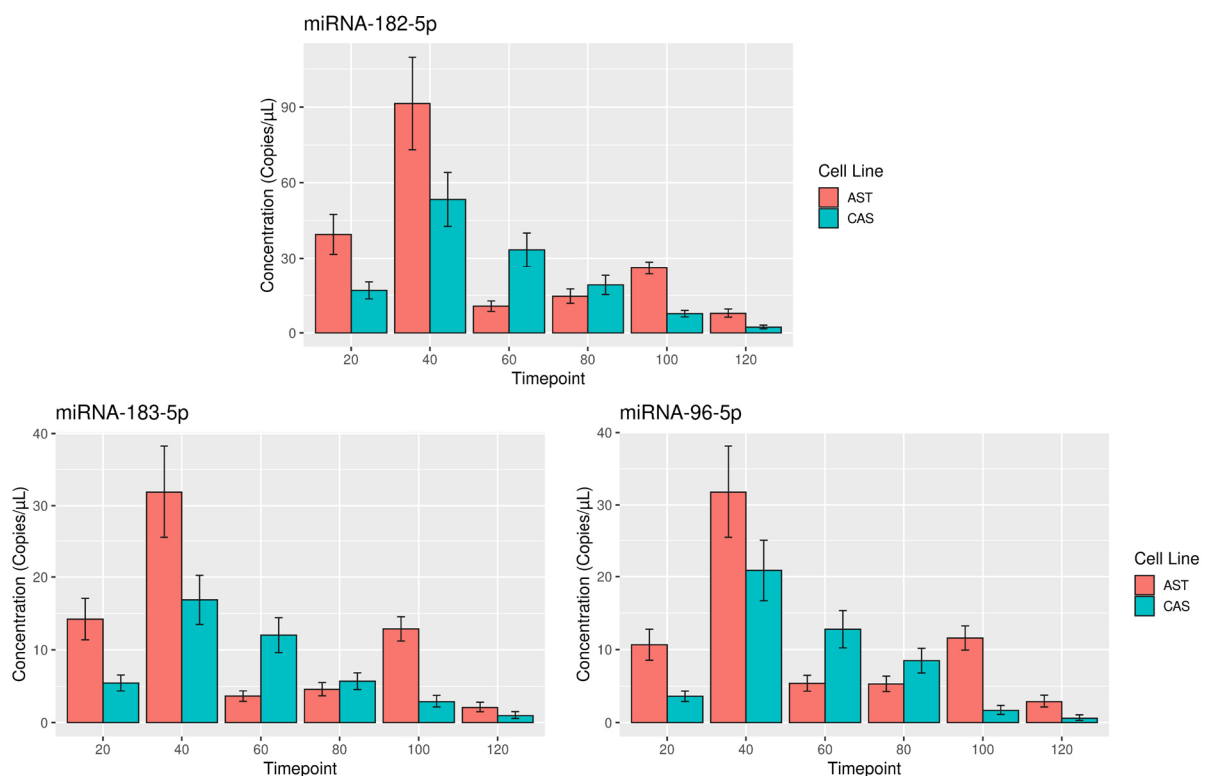 miRNA-182-5p
Concentration (Copies/µL)
90
60
30
0
20 40 60 80 100 120
Timepoint
Cell Line
AST
CAS
miRNA-183-5p
Concentration (Copies/µL)
40
30
20
10
0
20 40 60 80 100 120
Timepoint
miRNA-96-5p
Concentration (Copies/µL)
40
30
20
10
0
20 40 60 80 100 120
Timepoint
Cell Line
AST
CAS